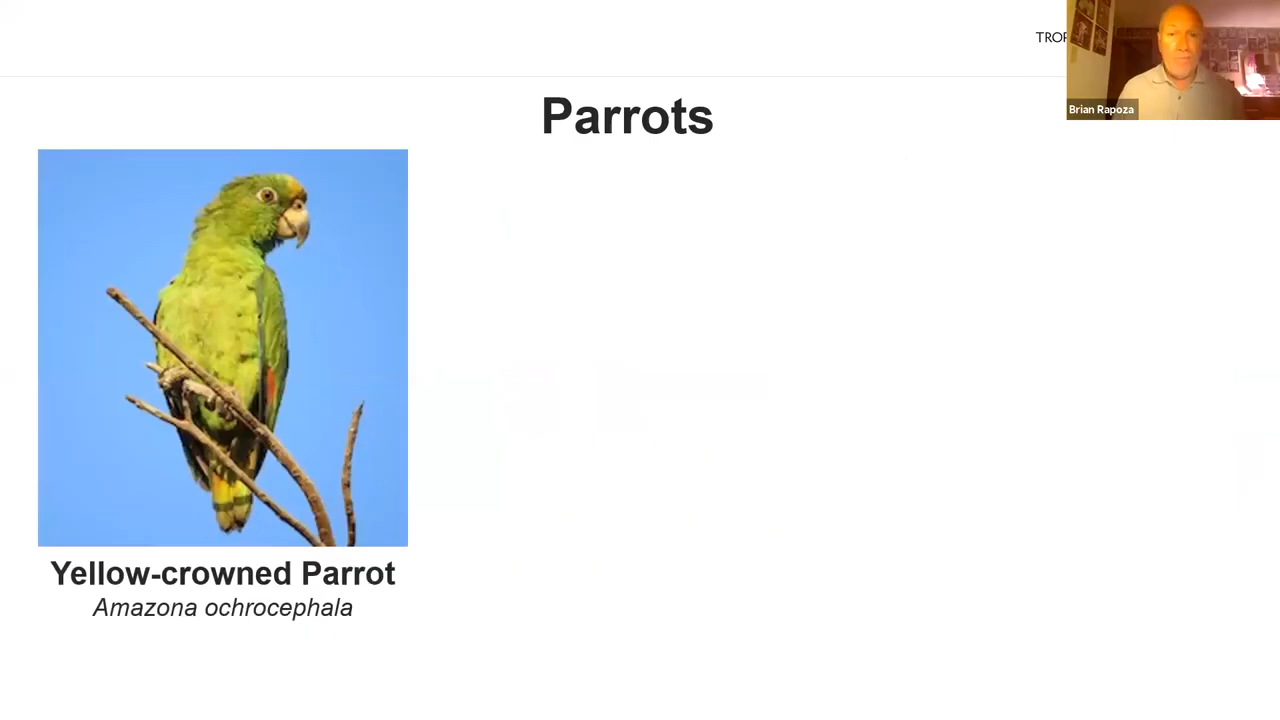 Brian Rapoza
Parrots
Yellow-crowned Parrot
Amazona ochrocephala